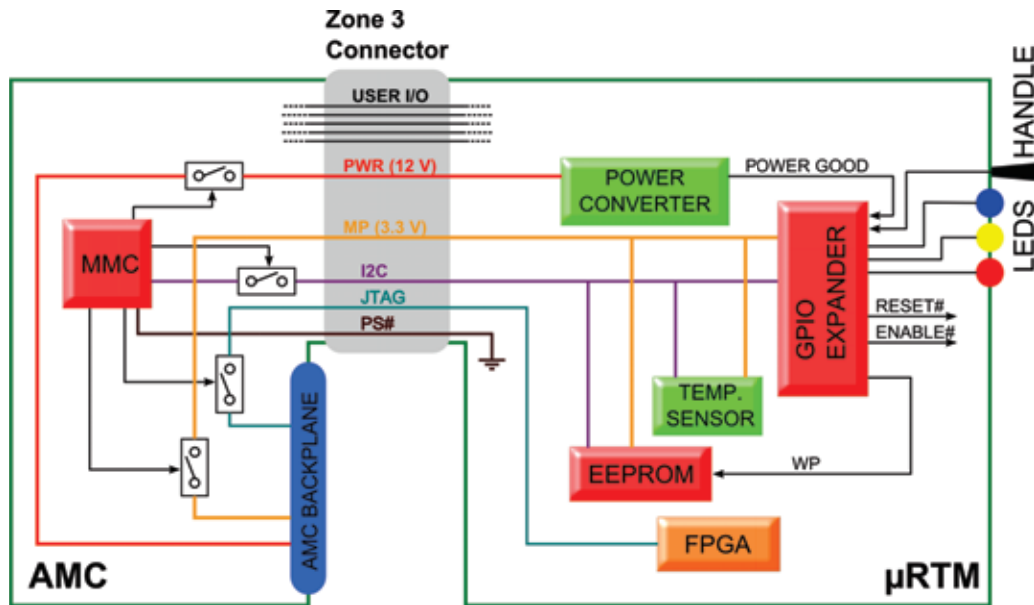 Zone 3
Connector
USER I/O
HANDLE
PWR (12 V)
POWER
CONVERTER
POWER GOOD
MMC
MP (3.3 V)
GPIO
EXPANDER
LEDS
I2C
JTAG
PS#
RESET#
ENABLE#
TEMP.
SENSOR
AMC BACKPLANE
EEPROM
WP
FPGA
AMC
µRTM